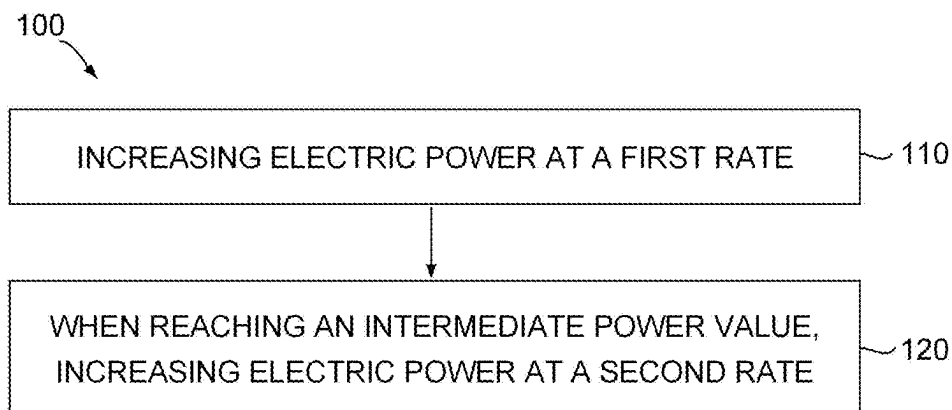 100
INCREASING ELECTRIC POWER AT A FIRST RATE
110
WHEN REACHING AN INTERMEDIATE POWER VALUE,
INCREASING ELECTRIC POWER AT A SECOND RATE
120